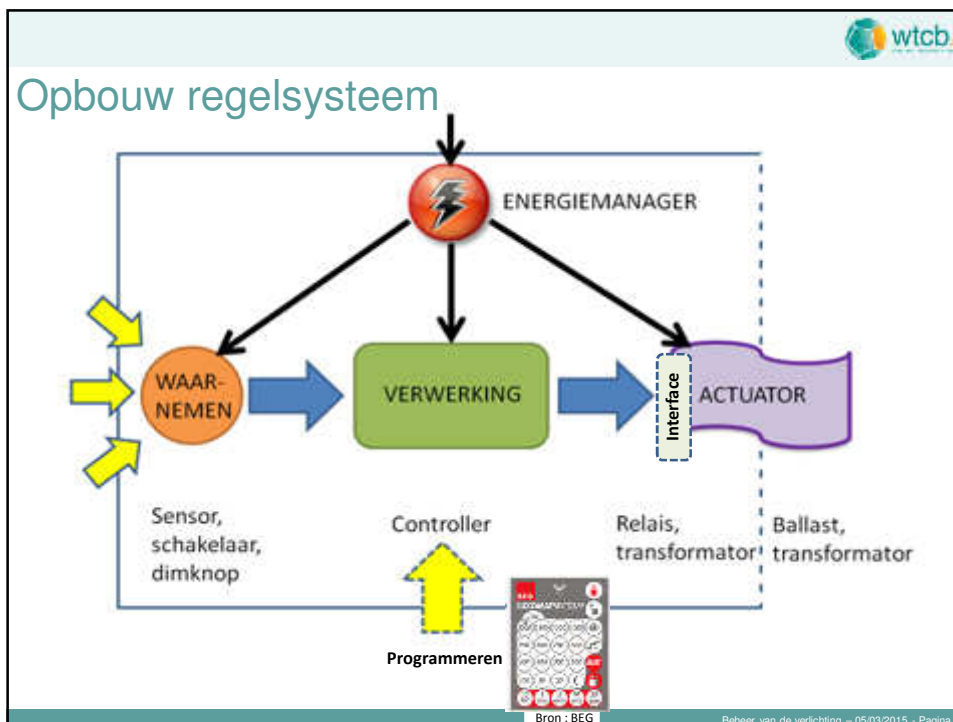 wtcb.
Opbouw regelsysteem
ENERGIEMANAGER
WAAR-
NEMEN
VERWERKING
Interface
ACTUATOR
Sensor,
schakelaar,
dimknop
Controller
Relais,
transformator
Ballast,
transformator
Programmeren
Bron : BEG
Beheer van de verlichting – 05/03/2015 - Pagina